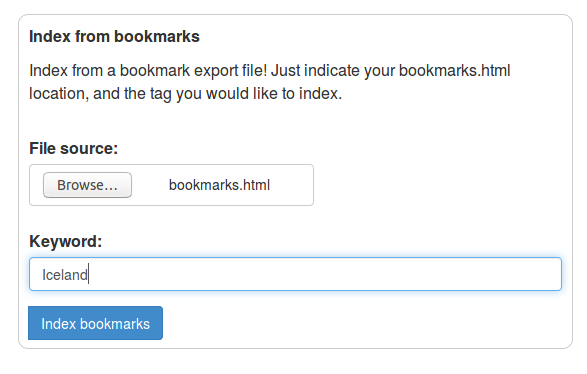 Index from bookmarks
Index from a bookmark export file! Just indicate your bookmarks.html
location, and the tag you would like to index.
File source:
Browse... bookmarks.html
Keyword:
Iceland
Index bookmarks